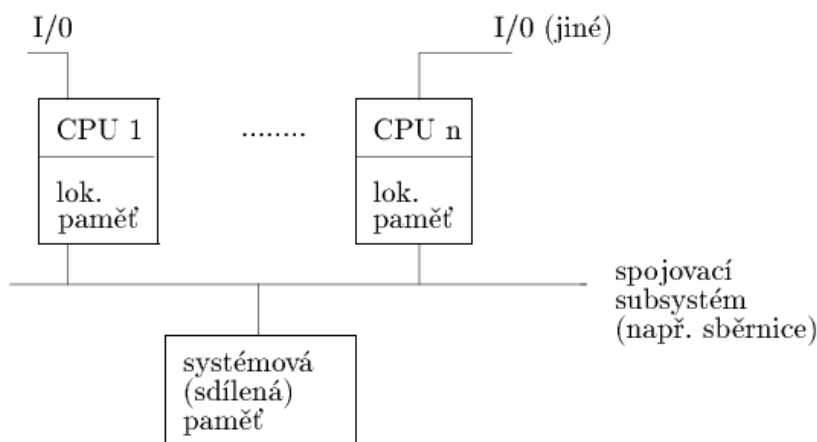 I/0
I/0 (jiné)
CPU 1
........
CPU n
lok.
paměť
lok.
paměť
spojovací
subsystém
(např. sběrnice)
systémová
(sdílená)
paměť